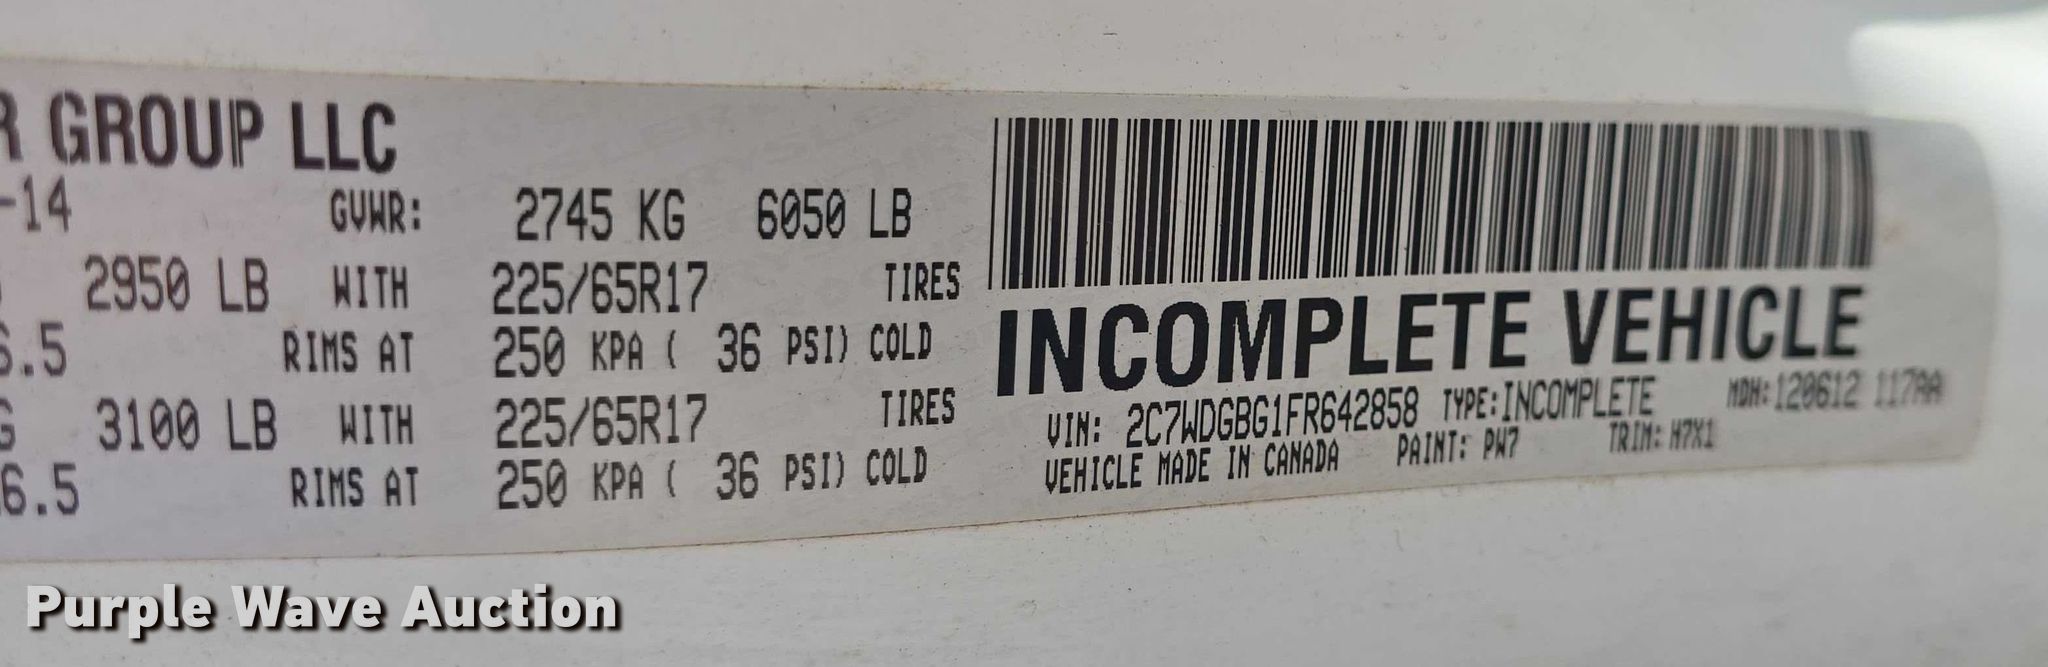 R GROUP LLC
-14 GVWR: 2745 KG 6050 LB
2950 LB WITH 225/65R17 TIRES
6.5 RIMS AT 250 KPA ( 36 PSI) COLD
G 3100 LB WITH 225/65R17 TIRES
6.5 RIMS AT 250 KPA ( 36 PSI) COLD
INCOMPLETE VEHICLE
VIN: 2C7WDGBG1FR642858 TYPE:INCOMPLETE MDH:120612 117AA
VEHICLE MADE IN CANADA PAINT: PW7 TRIM: H7X1
Purple Wave Auction